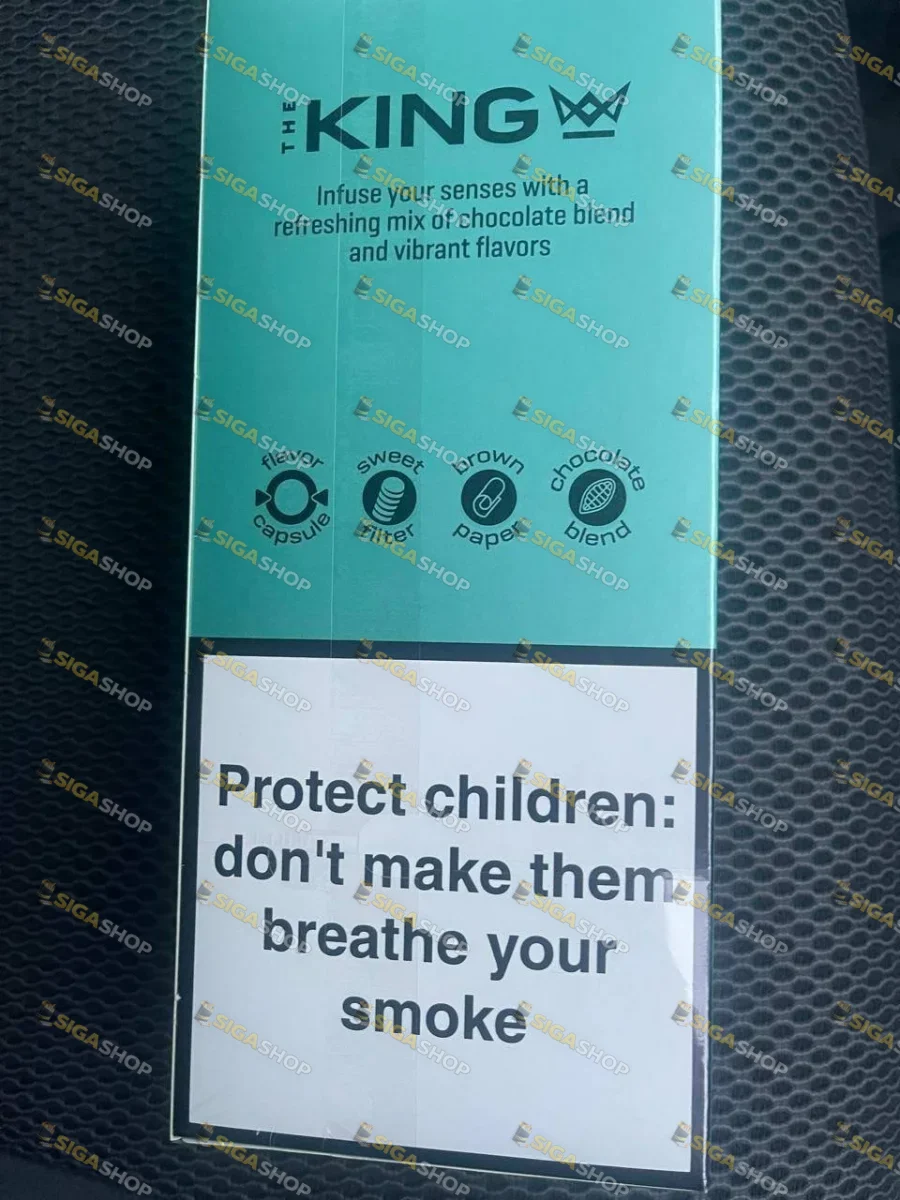 THE KING
Infuse your senses with a
refreshing mix of chocolate blend
and vibrant flavors
flavor capsule
sweet filter
brown paper
chocolate blend
Protect children:
don't make them
breathe your
smoke
SIGASHOP